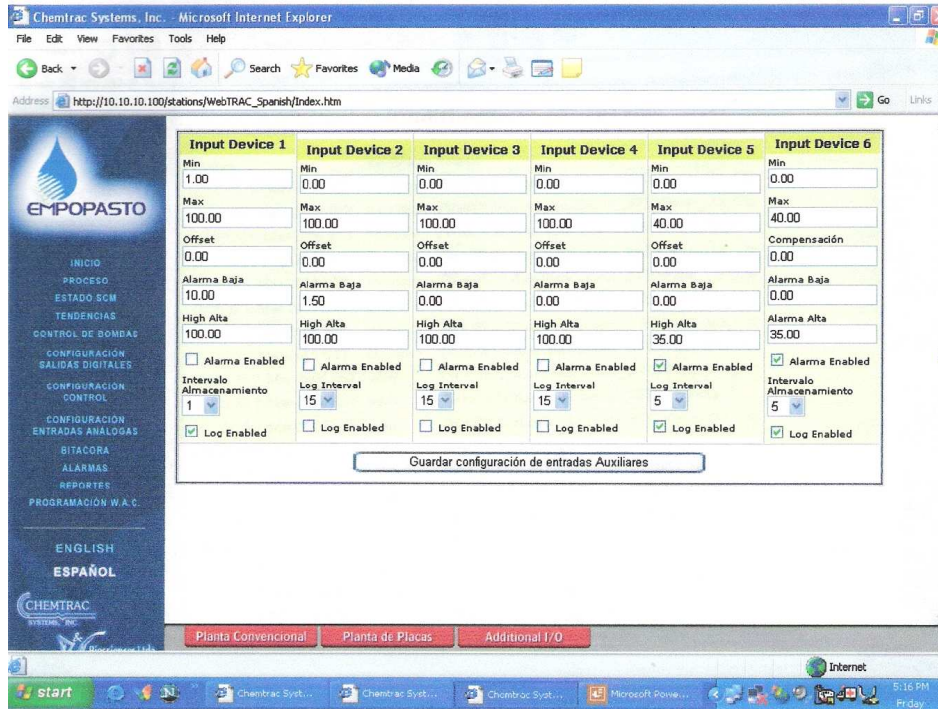 Chemtrac Systems, Inc. - Microsoft Internet Explorer
File Edit View Favorites Tools Help
Back Search Favorites Media
Address http://10.10.10.100/stations/WebTRAC_Spanish/Index.htm Go Links
EMPOPASTO
INICIO
PROCESO
ESTADO SCM
TENDENCIAS
CONTROL DE BOMBAS
CONFIGURACIÓN
SALIDAS DIGITALES
CONFIGURACIÓN
CONTROL
CONFIGURACIÓN
ENTRADAS ANÁLOGAS
BITACORA
ALARMAS
REPORTES
PROGRAMACIÓN W.A.C.
ENGLISH
ESPAÑOL
CHEMTRAC
SYSTEMS, INC.
&
Input Device 1
Min
1.00
Max
100.00
Offset
0.00
Alarma Baja
10.00
High Alta
100.00
Alarma Enabled
Intervalo
Almacenamiento
1
Log Enabled
Input Device 2
Min
0.00
Max
100.00
Offset
0.00
Alarma Baja
1.50
High Alta
100.00
Alarma Enabled
Log Interval
15
Log Enabled
Input Device 3
Min
0.00
Max
100.00
Offset
0.00
Alarma Baja
0.00
High Alta
100.00
Alarma Enabled
Log Interval
15
Log Enabled
Input Device 4
Min
0.00
Max
100.00
Offset
0.00
Alarma Baja
0.00
High Alta
100.00
Alarma Enabled
Log Interval
15
Log Enabled
Input Device 5
Min
0.00
Max
40.00
Offset
0.00
Alarma Baja
0.00
High Alta
35.00
Alarma Enabled
Log Interval
5
Log Enabled
Input Device 6
Min
0.00
Max
40.00
Compensación
0.00
Alarma Baja
0.00
Alarma Alta
35.00
Alarma Enabled
Intervalo
Almacenamiento
5
Log Enabled
Guardar configuración de entradas Auxiliares
Planta Convencional Planta de Placas Additional I/O
Internet
start Chemtrac Syst... Chemtrac Syst... Chemtrac Syst... Microsoft Powe... 5:16 PM
Friday